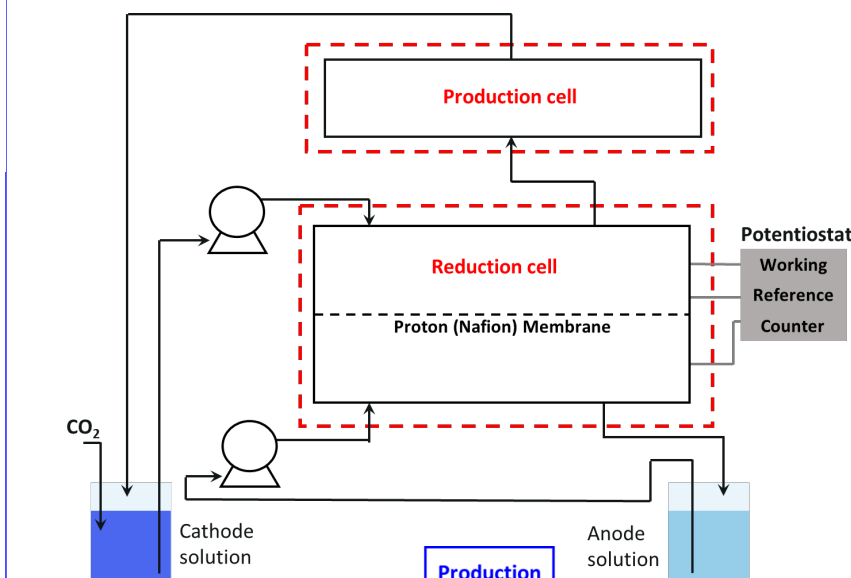 Production cell
Potentiostat
Reduction cell
Working
Reference
Proton (Nafion) Membrane
Counter
CO₂
Cathode
solution
Anode
solution
Production